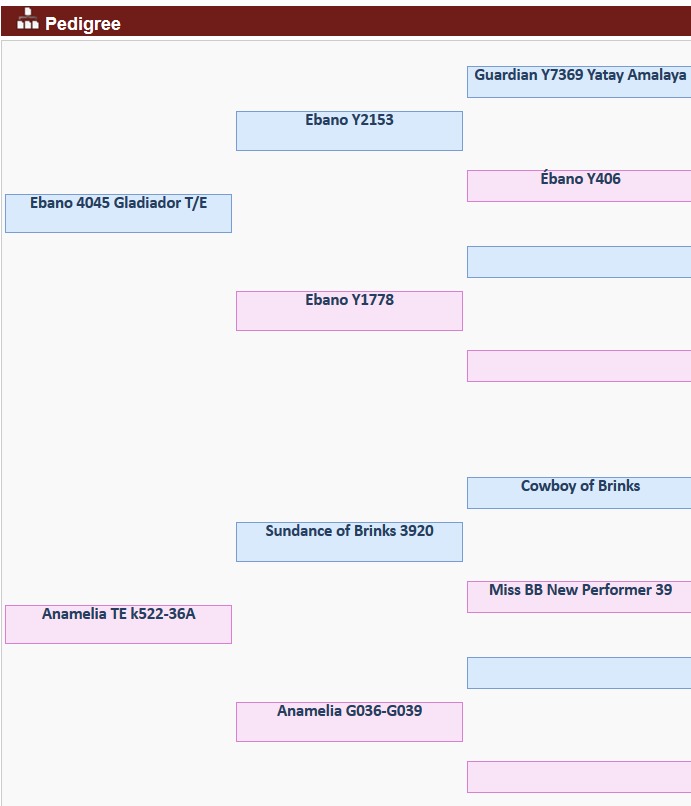 Pedigree
Guardian Y7369 Yatay Amalaya
Ebano Y2153
Ébano Y406
Ebano 4045 Gladiador T/E
Ebano Y1778
Cowboy of Brinks
Sundance of Brinks 3920
Miss BB New Performer 39
Anamelia TE k522-36A
Anamelia G036-G039